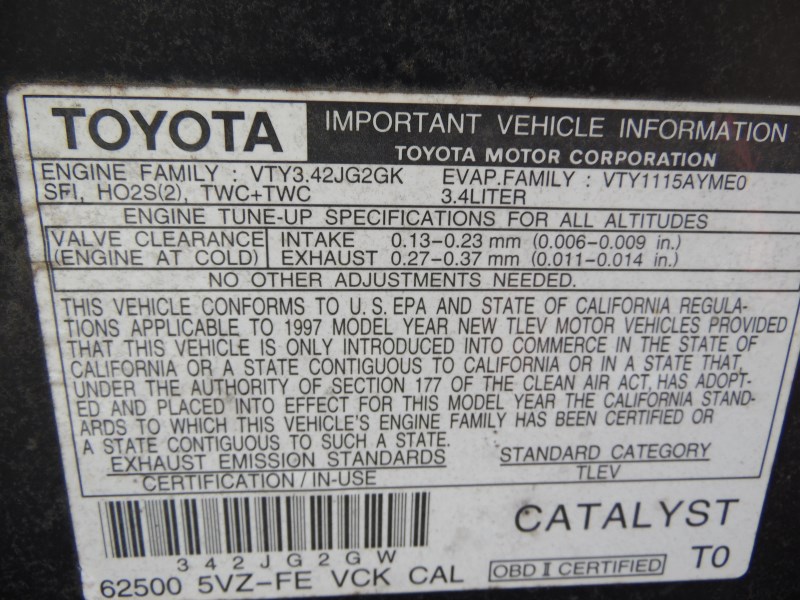 TOYOTA IMPORTANT VEHICLE INFORMATION
TOYOTA MOTOR CORPORATION
ENGINE FAMILY : VTY3.42JG2GK EVAP.FAMILY : VTY1115AYME0
SFI, HO2S(2), TWC+TWC 3.4LITER
ENGINE TUNE-UP SPECIFICATIONS FOR ALL ALTITUDES
VALVE CLEARANCE INTAKE 0.13-0.23 mm (0.006-0.009 in.)
(ENGINE AT COLD) EXHAUST 0.27-0.37 mm (0.011-0.014 in.)
NO OTHER ADJUSTMENTS NEEDED.
THIS VEHICLE CONFORMS TO U.S. EPA AND STATE OF CALIFORNIA REGULA-
TIONS APPLICABLE TO 1997 MODEL YEAR NEW TLEV MOTOR VEHICLES PROVIDED
THAT THIS VEHICLE IS ONLY INTRODUCED INTO COMMERCE IN THE STATE OF
CALIFORNIA OR A STATE CONTIGUOUS TO CALIFORNIA OR IN A STATE THAT,
UNDER THE AUTHORITY OF SECTION 177 OF THE CLEAN AIR ACT, HAS ADOPT-
ED AND PLACED INTO EFFECT FOR THIS MODEL YEAR THE CALIFORNIA STAND-
ARDS TO WHICH THIS VEHICLE'S ENGINE FAMILY HAS BEEN CERTIFIED OR
A STATE CONTIGUOUS TO SUCH A STATE.
EXHAUST EMISSION STANDARDS STANDARD CATEGORY
CERTIFICATION / IN-USE TLEV
342JG2GW
CATALYST
62500 5VZ-FE VCK CAL OBD II CERTIFIED T0